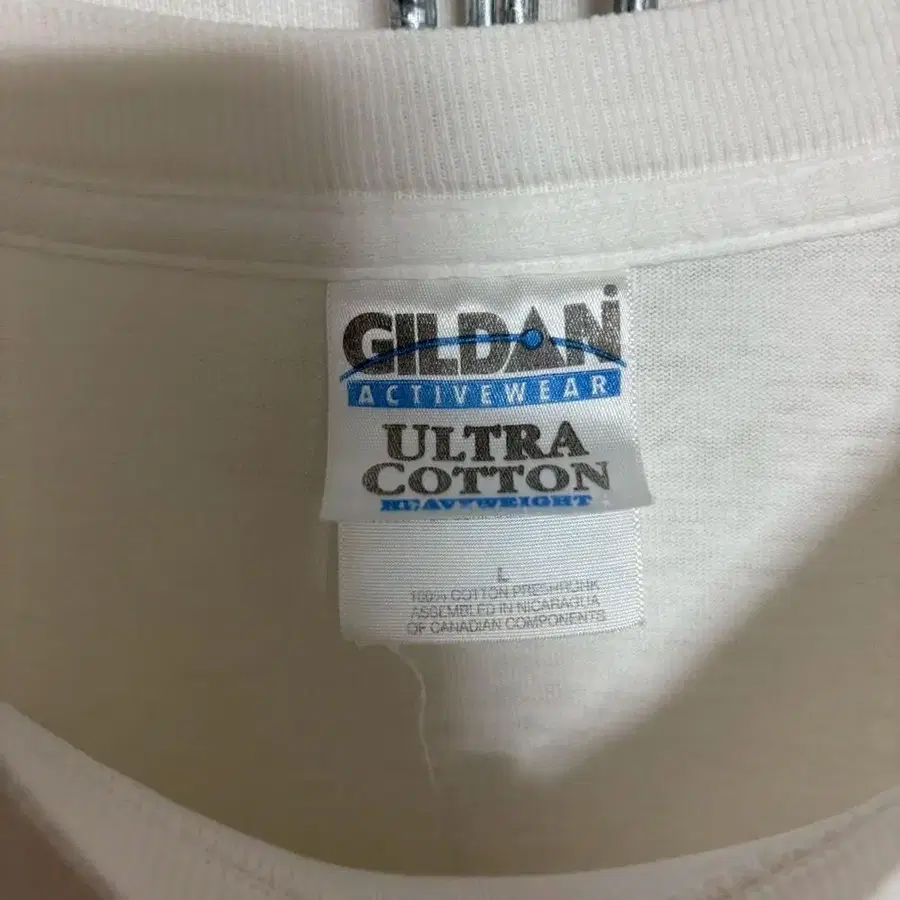 GILDAN
ACTIVEWEAR
ULTRA
COTTON
HEAVYWEIGHT
L
100% COTTON PRESHRUNK
ASSEMBLED IN NICARAGUA
OF CANADIAN COMPONENTS